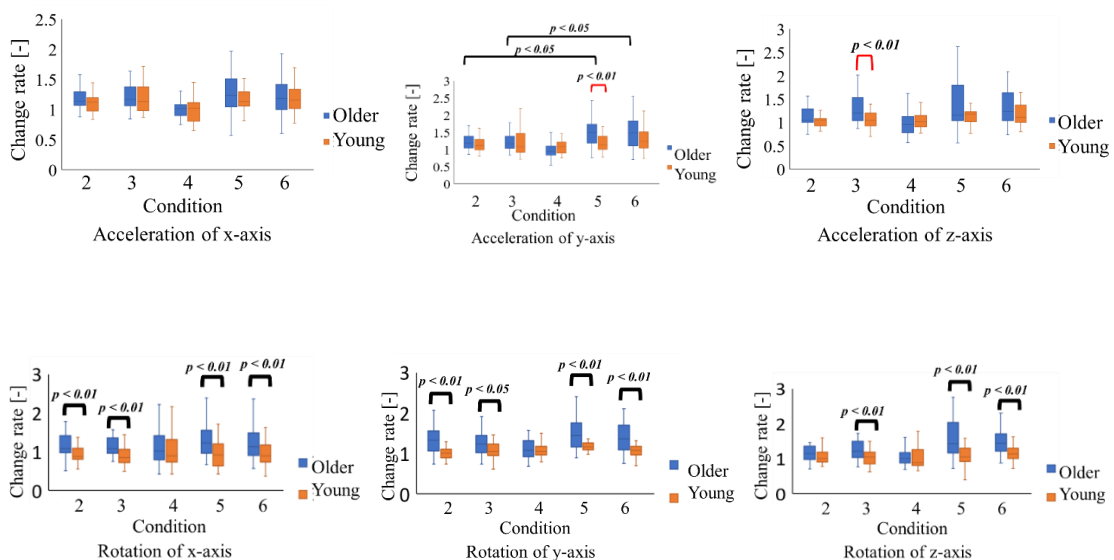 Change rate [-]
2.5
2
1.5
1
0.5
0
2 3 4 5 6
Condition
Older
Young
Acceleration of x-axis
Change rate [-]
p < 0.05
p < 0.05
p < 0.01
3
2.5
2
1.5
1
0.5
0
2 3 4 5 6
Condition
Older
Young
Acceleration of y-axis
Change rate [-]
3
2.5
2
1.5
1
0.5
0
p < 0.01
2 3 4 5 6
Condition
Older
Young
Acceleration of z-axis
Change rate [-]
3
2
1
0
p < 0.01
p < 0.01
p < 0.01
p < 0.01
2 3 4 5 6
Condition
Older
Young
Rotation of x-axis
Change rate [-]
3
2
1
0
p < 0.01
p < 0.05
p < 0.01
p < 0.01
2 3 4 5 6
Condition
Older
Young
Rotation of y-axis
Change rate [-]
3
2
1
0
p < 0.01
p < 0.01
p < 0.01
2 3 4 5 6
Condition
Older
Young
Rotation of z-axis